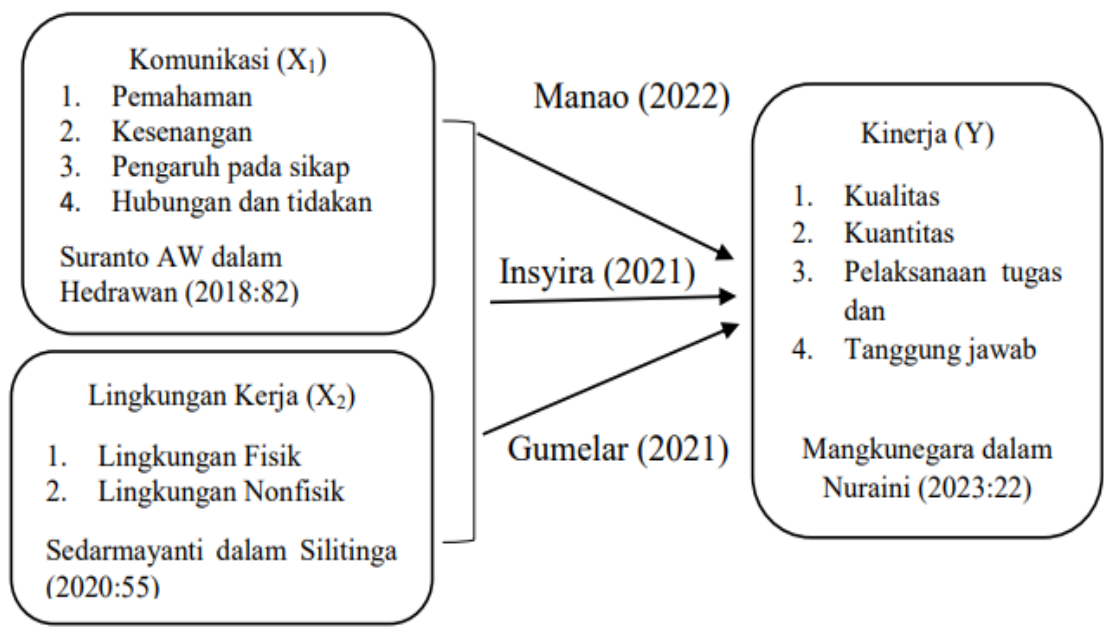 Komunikasi (X₁)
1. Pemahaman
2. Kesenangan
3. Pengaruh pada sikap
4. Hubungan dan tidakan
Suranto AW dalam
Hedrawan (2018:82)
Lingkungan Kerja (X₂)
1. Lingkungan Fisik
2. Lingkungan Nonfisik
Sedarmayanti dalam Silitinga
(2020:55)
Manao (2022)
Insyira (2021)
Gumelar (2021)
Kinerja (Y)
1. Kualitas
2. Kuantitas
3. Pelaksanaan tugas
dan
4. Tanggung jawab
Mangkunegara dalam
Nuraini (2023:22)